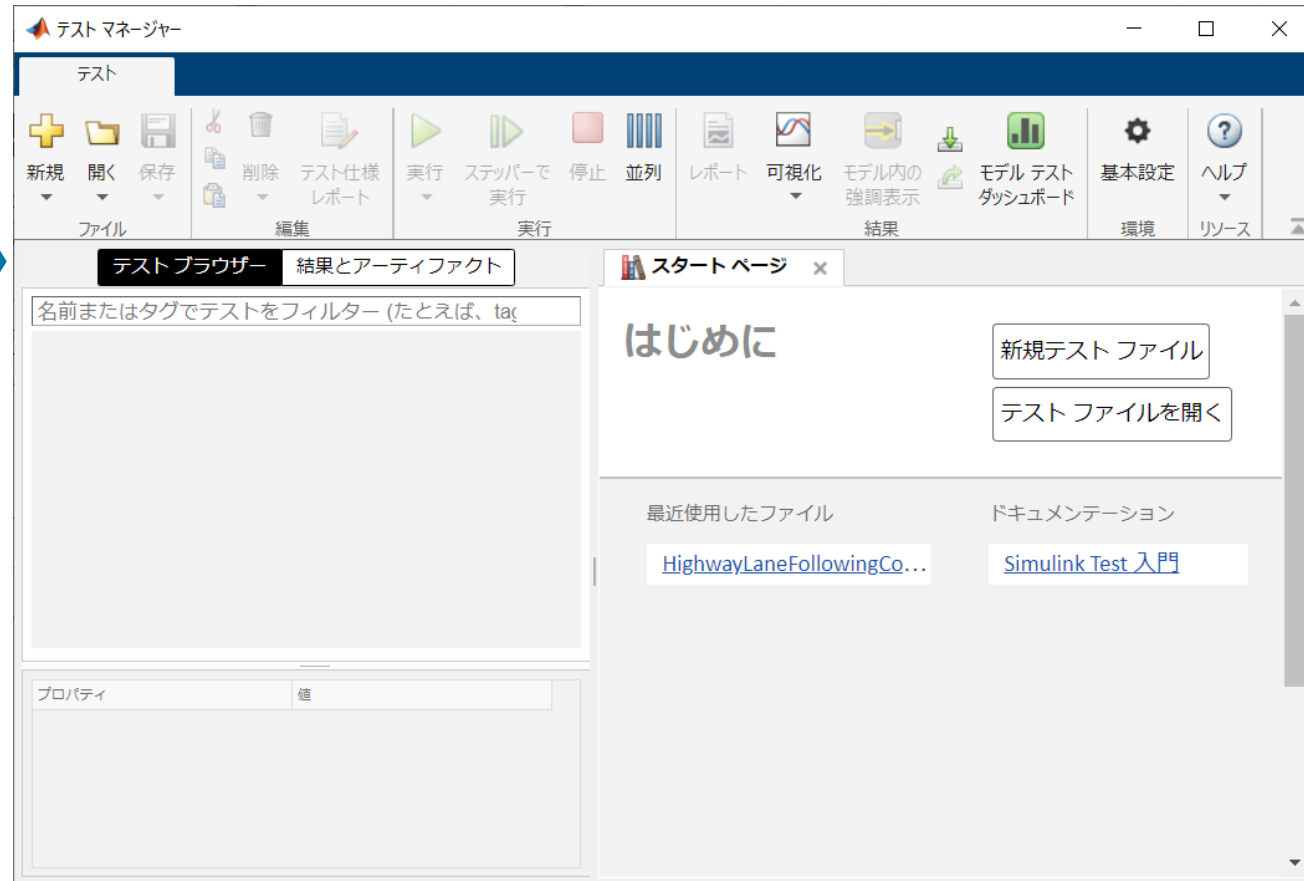 テスト マネージャー
テスト
新規
開く
保存
削除
テスト仕様
レポート
実行
ステッパーで
実行
停止
並列
レポート
可視化
モデル内の
強調表示
モデル テスト
ダッシュボード
基本設定
ヘルプ
ファイル
編集
実行
結果
環境
リソース
テスト ブラウザー
結果とアーティファクト
スタート ページ
名前またはタグでテストをフィルター (たとえば、tag
はじめに
新規テスト ファイル
テスト ファイルを開く
最近使用したファイル
ドキュメンテーション
HighwayLaneFollowingCo...
Simulink Test 入門
プロパティ
値